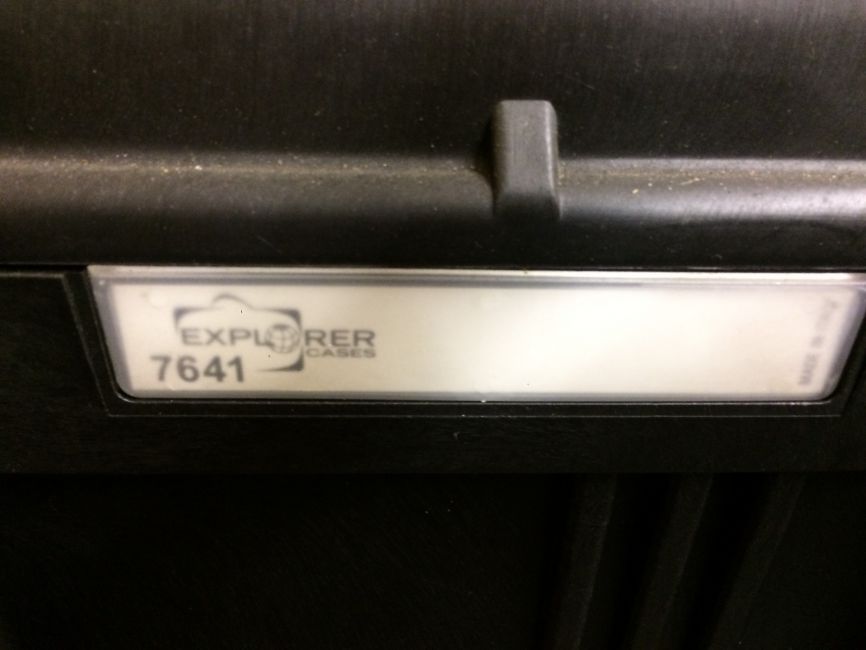 EXPLORER
CASES
7641
MADE IN ITALY